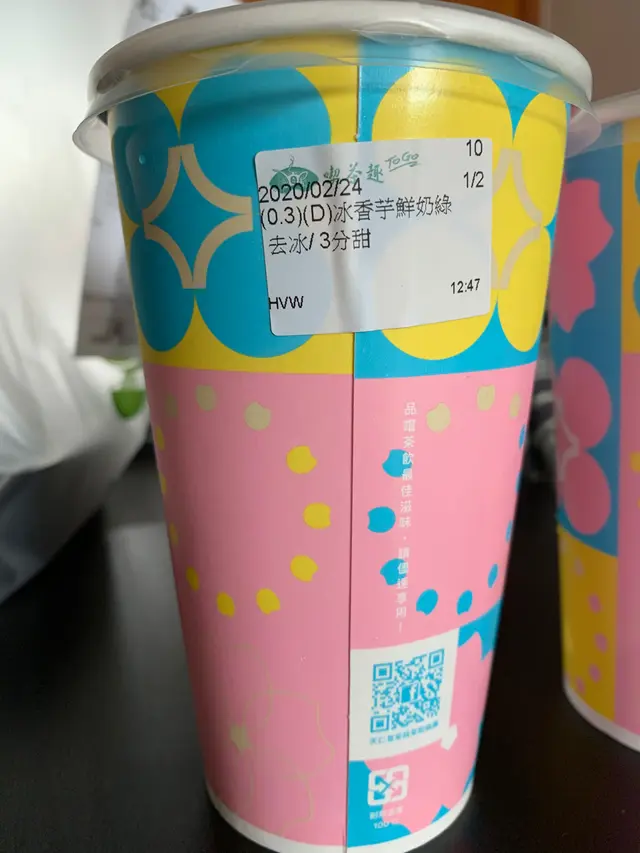 喫茶趣 ToGo
10
2020/02/24
1/2
(0.3)(D)冰香芋鮮奶綠
去冰/ 3分甜
HVW
12:47
品嚐茶飲最佳滋味，請儘速享用！